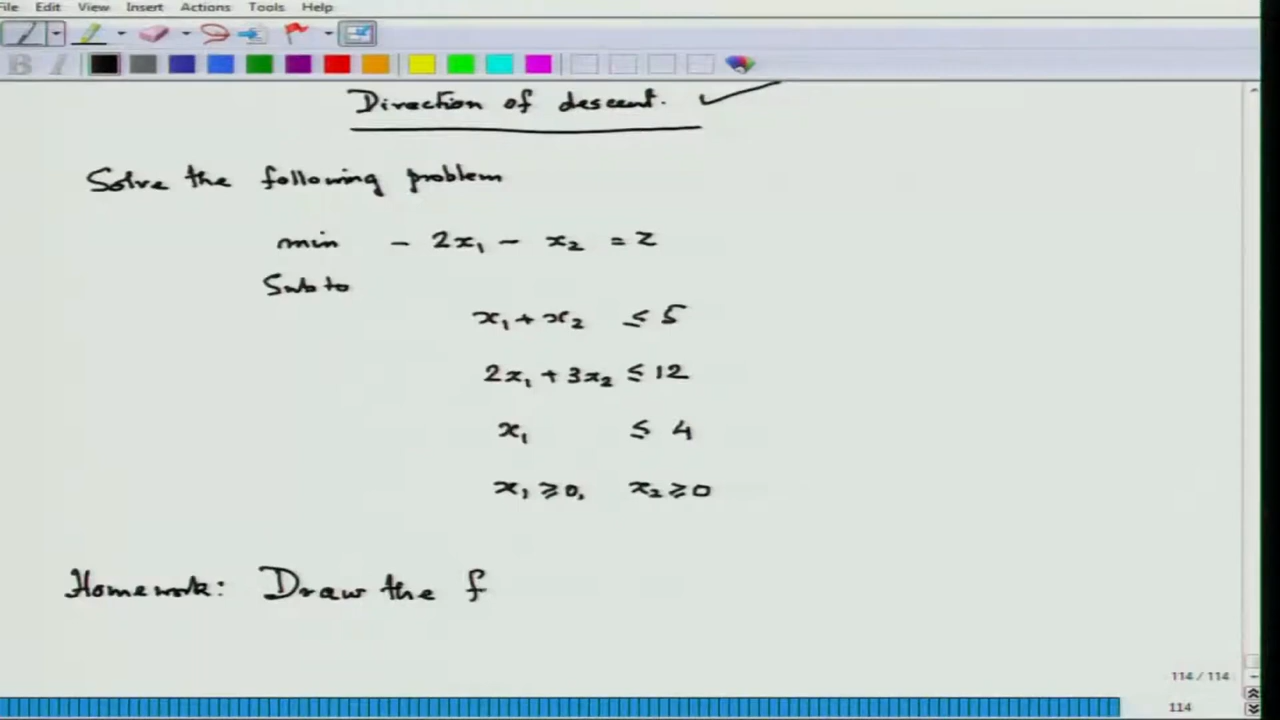 File Edit View Insert Actions Tools Help
B I
Direction of descent.
Solve the following problem
min - 2x₁ - x₂ = z
Sub to
x₁ + x₂ ≤ 5
2x₁ + 3x₂ ≤ 12
x₁ ≤ 4
x₁ ≥ 0, x₂ ≥ 0
Homework: Draw the f
114 / 114
114